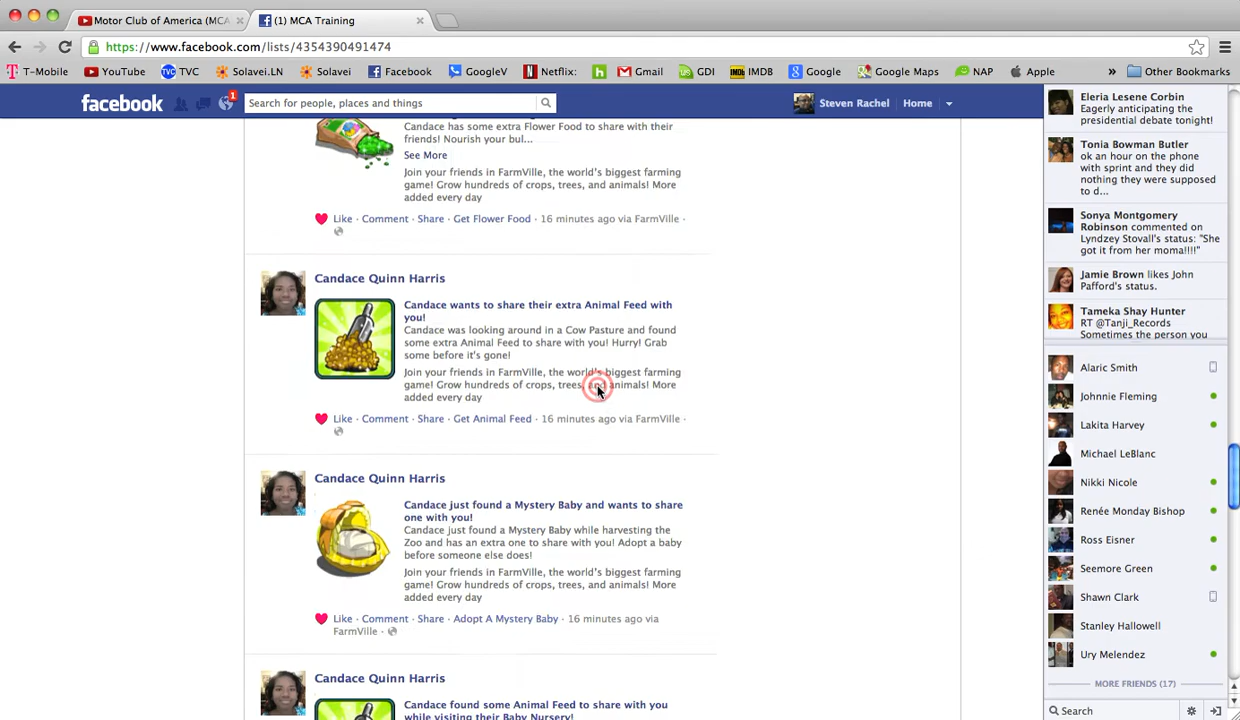 Motor Club of America (MCA
(1) MCA Training
https://www.facebook.com/lists/4354390491474
T-Mobile
YouTube
TVC
Solavei.LN
Solavei
Facebook
GoogleV
Netflix:
h
Gmail
GDI
IMDB
Google
Google Maps
NAP
Apple
»
Other Bookmarks
facebook
1
Search for people, places and things
Steven Rachel
Home
Candace has some extra Flower Food to share with their
friends! Nourish your bul...
See More
Join your friends in FarmVille, the world's biggest farming
game! Grow hundreds of crops, trees, and animals! More
added every day
Like · Comment · Share · Get Flower Food · 16 minutes ago via FarmVille ·
Candace Quinn Harris
Candace wants to share their extra Animal Feed with
you!
Candace was looking around in a Cow Pasture and found
some extra Animal Feed to share with you! Hurry! Grab
some before it's gone!
Join your friends in FarmVille, the world's biggest farming
game! Grow hundreds of crops, trees, and animals! More
added every day
Like · Comment · Share · Get Animal Feed · 16 minutes ago via FarmVille ·
Candace Quinn Harris
Candace just found a Mystery Baby and wants to share
one with you!
Candace just found a Mystery Baby while harvesting the
Zoo and has an extra one to share with you! Adopt a baby
before someone else does!
Join your friends in FarmVille, the world's biggest farming
game! Grow hundreds of crops, trees, and animals! More
added every day
Like · Comment · Share · Adopt A Mystery Baby · 16 minutes ago via
FarmVille ·
Candace Quinn Harris
Candace found some Animal Feed to share with you
while visiting their Baby Nursery!
Eleria Lesene Corbin
Eagerly anticipating the
presidential debate tonight!
Tonia Bowman Butler
ok an hour on the phone
with sprint and they did
nothing they were supposed
to d...
Sonya Montgomery
Robinson commented on
Lyndzey Stovall's status: "She
got it from her moma!!!!"
Jamie Brown likes John
Pafford's status.
Tameka Shay Hunter
RT @Tanji_Records
Sometimes the person you
Alaric Smith
Johnnie Fleming
Lakita Harvey
Michael LeBlanc
Nikki Nicole
Renée Monday Bishop
Ross Eisner
Seemore Green
Shawn Clark
Stanley Hallowell
Ury Melendez
MORE FRIENDS (17)
Search